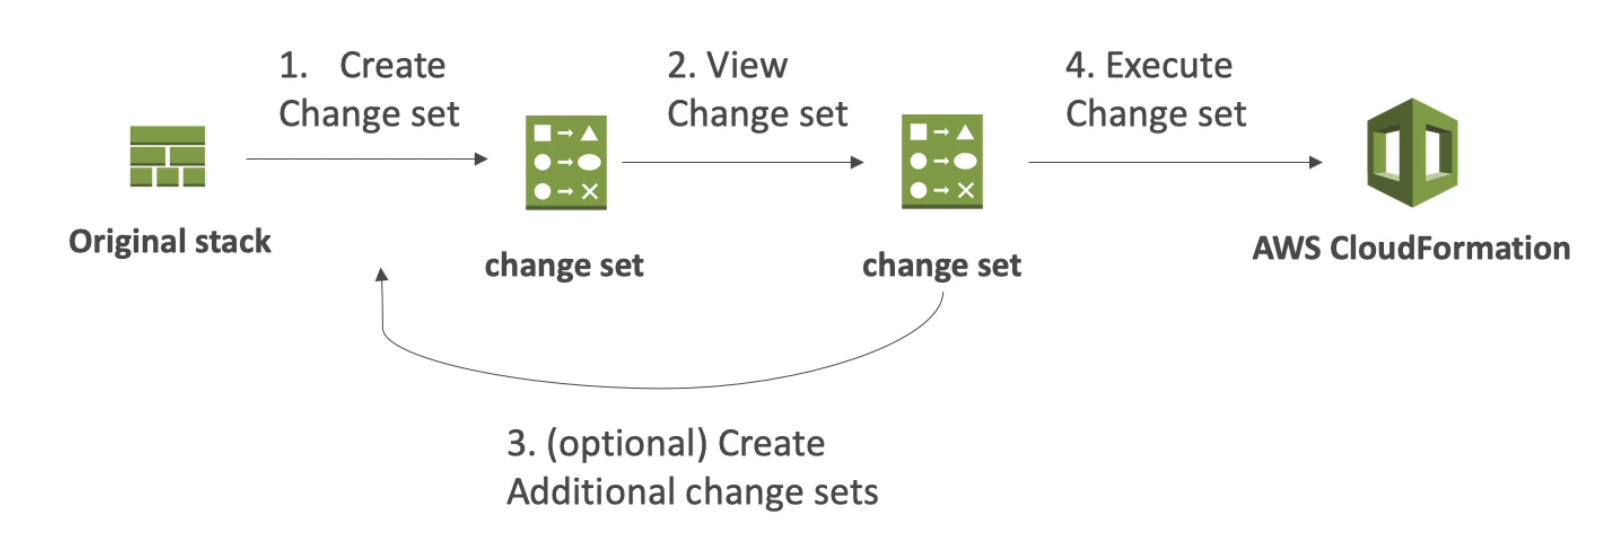 1. Create
Change set
2. View
Change set
4. Execute
Change set
Original stack
change set
change set
AWS CloudFormation
3. (optional) Create
Additional change sets